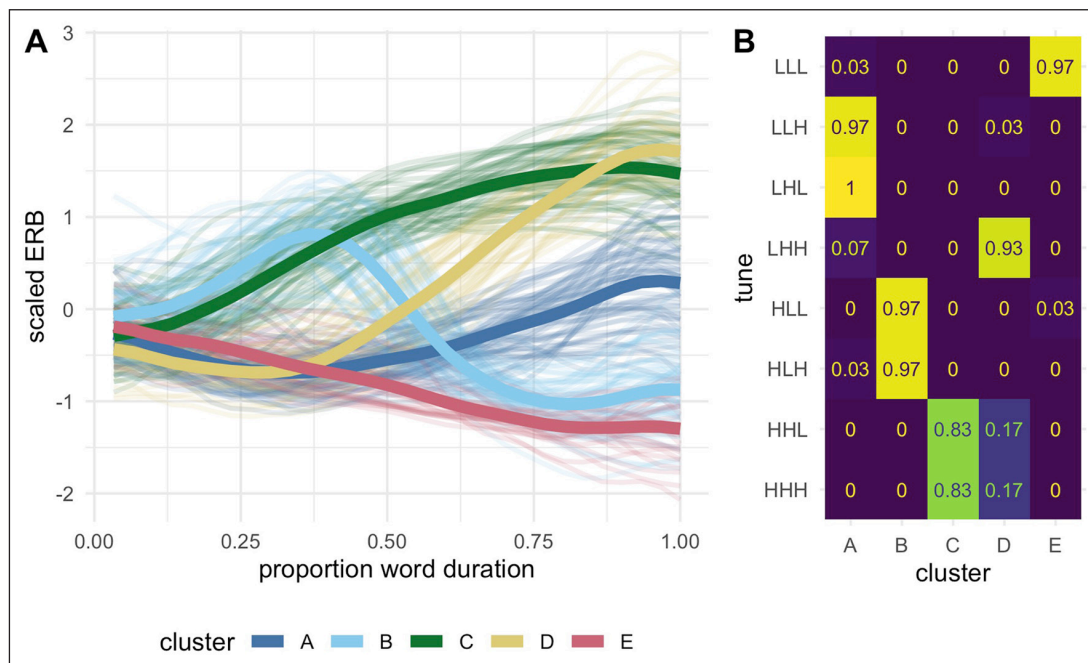 A
3
2
1
0
-1
-2
scaled ERB
0.00 0.25 0.50 0.75 1.00
proportion word duration
cluster A B C D E
B
tune
LLL 0.03 0 0 0 0.97
LLH 0.97 0 0 0.03 0
LHL 1 0 0 0 0
LHH 0.07 0 0 0.93 0
HLL 0 0.97 0 0 0.03
HLH 0.03 0.97 0 0 0
HHL 0 0 0.83 0.17 0
HHH 0 0 0.83 0.17 0
A B C D E
cluster